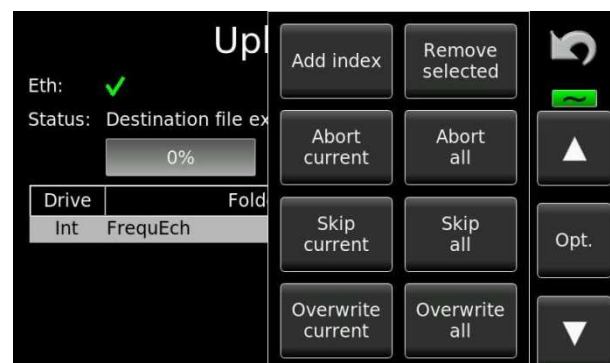 Upl
Eth:
Status: Destination file ex
0%
Drive Fold
Int FrequEch
Add index
Remove
selected
Abort
current
Abort
all
Skip
current
Skip
all
Overwrite
current
Overwrite
all
Opt.